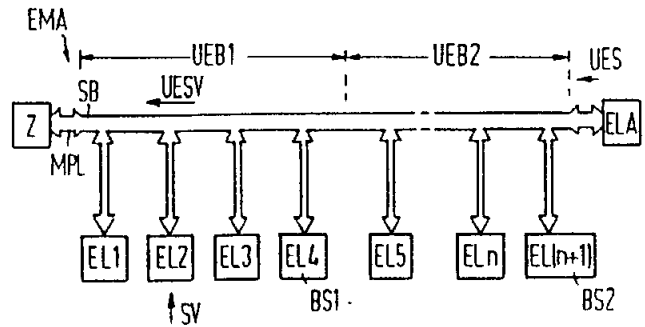 EMA
UEB1
UEB2
UES
SB
UESV
Z
ELA
MPL
EL1
EL2
EL3
EL4
EL5
ELn
EL(n+1)
BS1
BS2
SV